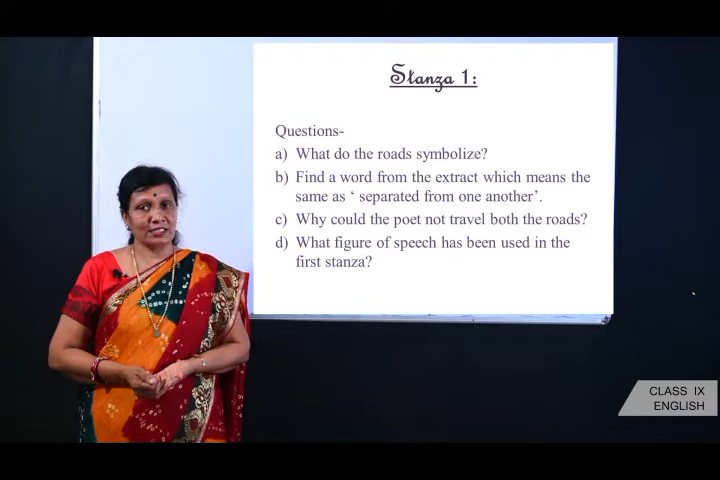 Stanza 1:
Questions-
a) What do the roads symbolize?
b) Find a word from the extract which means the
same as ‘ separated from one another’.
c) Why could the poet not travel both the roads?
d) What figure of speech has been used in the
first stanza?
CLASS IX
ENGLISH